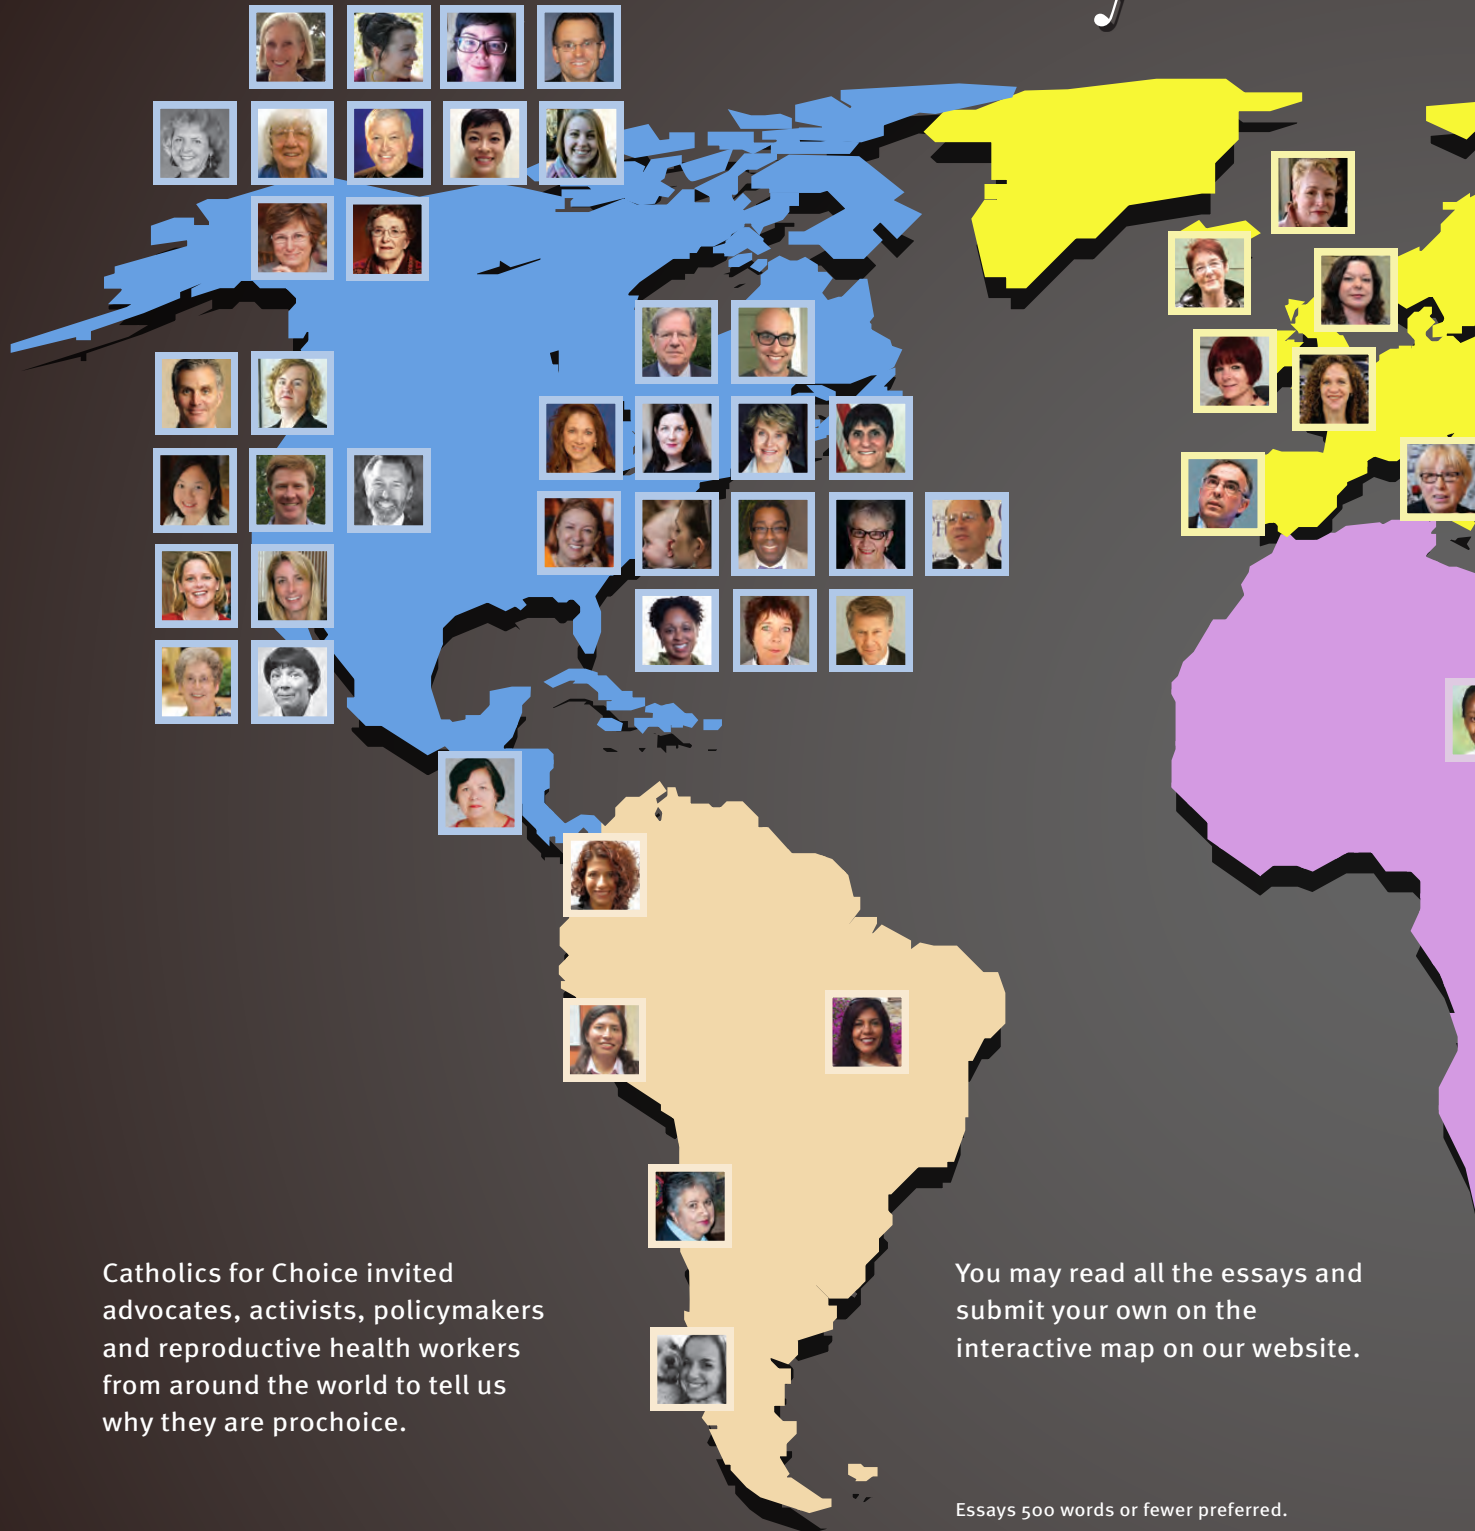 Catholics for Choice invited
advocates, activists, policymakers
and reproductive health workers
from around the world to tell us
why they are prochoice.
You may read all the essays and
submit your own on the
interactive map on our website.
Essays 500 words or fewer preferred.